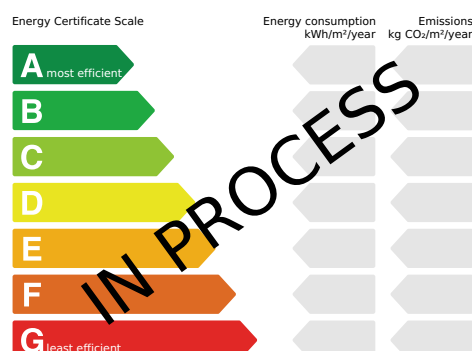 Energy Certificate Scale
Energy consumption
kWh/m²/year
Emissions
kg CO₂/m²/year
A most efficient
B
C
D
E
F
G least efficient
IN PROCESS